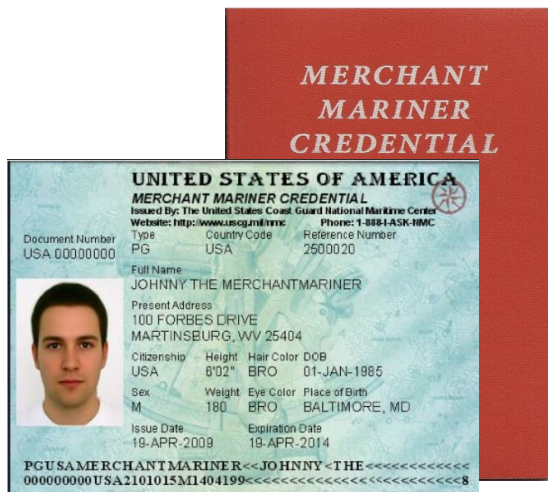 MERCHANT
MARINER
CREDENTIAL
UNITED STATES OF AMERICA
MERCHANT MARINER CREDENTIAL
Issued By: The United States Coast Guard National Maritime Center
Website: http://www.uscg.mil/nmc Phone: 1-888-I-ASK-NMC
Document Number Type Country Code Reference Number
USA 00000000 PG USA 2500020
Full Name
JOHNNY THE MERCHANTMARINER
Present Address
100 FORBES DRIVE
MARTINSBURG, WV 25404
Citizenship Height Hair Color DOB
USA 6'02" BRO 01-JAN-1985
Sex Weight Eye Color Place of Birth
M 180 BRO BALTIMORE, MD
Issue Date Expiration Date
19-APR-2009 19-APR-2014
PGUSAMERCHANTMARINER<<JOHNNY<THE<<<<<<<<<<<<
000000000USA2101015M1404199<<<<<<<<<<<<<<<<<<<<<8